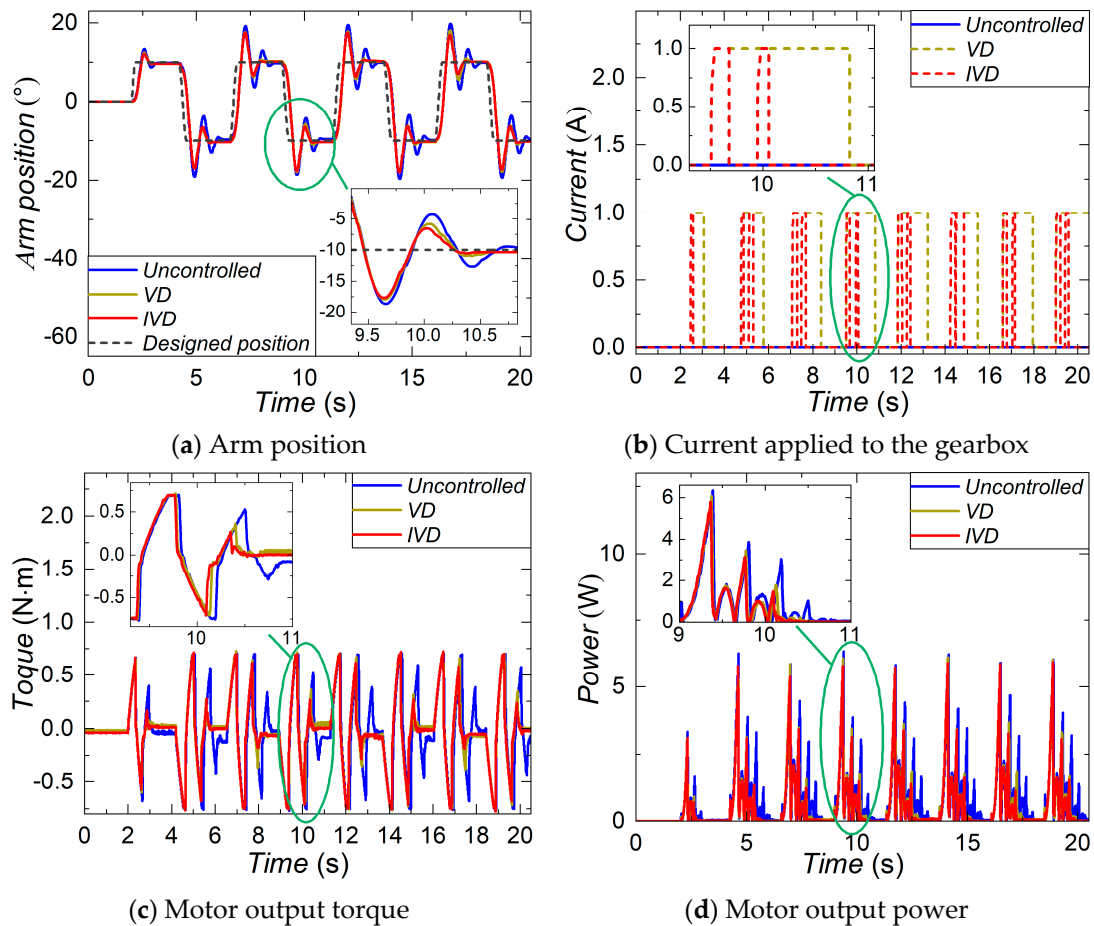 20
0
-20
-40
-60
Arm position (°)
Uncontrolled
VD
IVD
Designed position
-5
-10
-15
-20
9.5 10.0 10.5
0 5 10 15 20
Time (s)
(a) Arm position
2.0
1.5
1.0
0.5
0.0
Current (A)
Uncontrolled
VD
IVD
1.0
0.5
0.0
10 11
0 2 4 6 8 10 12 14 16 18 20
Time (s)
(b) Current applied to the gearbox
2.0
1.5
1.0
0.5
0.0
-0.5
Toque (N·m)
Uncontrolled
VD
IVD
0.5
0.0
-0.5
10 11
0 2 4 6 8 10 12 14 16 18 20
Time (s)
(c) Motor output torque
10
5
0
Power (W)
Uncontrolled
VD
IVD
6
4
2
0
9 10 11
0 5 10 15 20
Time (s)
(d) Motor output power